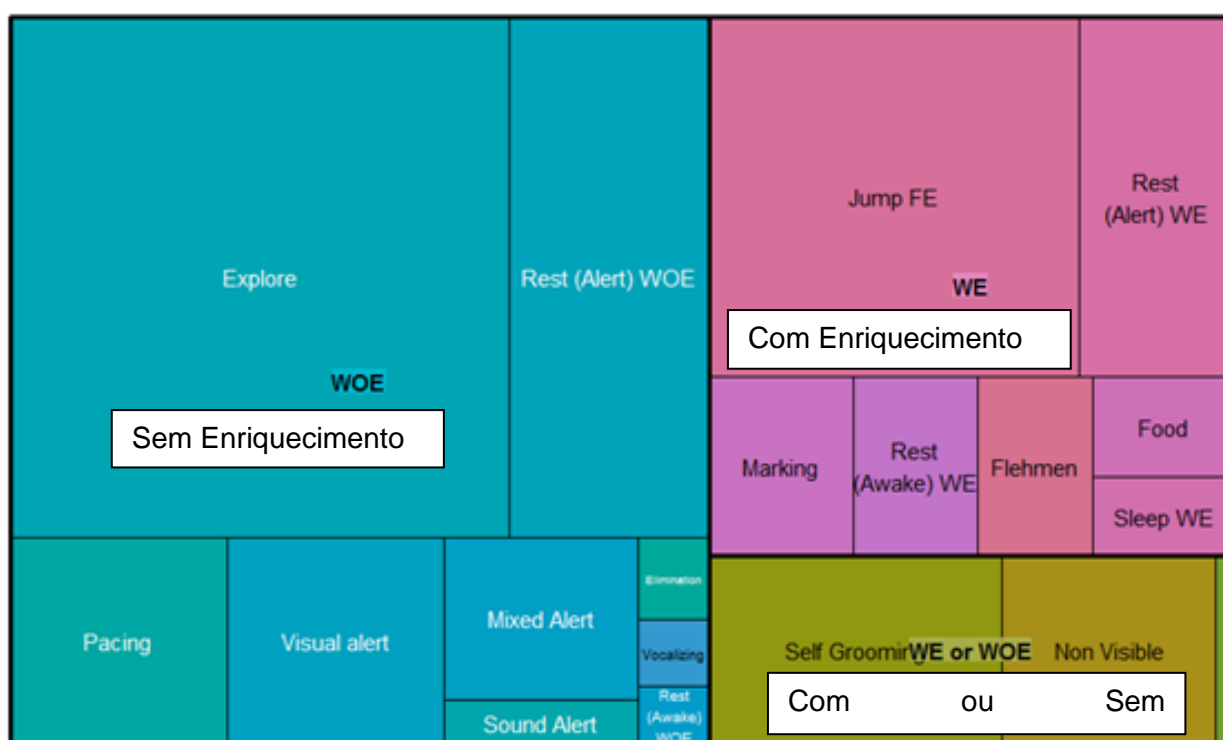 Explore
Rest (Alert) WOE
WOE
Sem Enriquecimento
Pacing
Visual alert
Mixed Alert
Sound Alert
Elimination
Vocalizing
Rest
(Awake)
WOE
Jump FE
Rest
(Alert) WE
WE
Com Enriquecimento
Marking
Rest
(Awake) WE
Flehmen
Food
Sleep WE
WE or WOE
Non Visible
Com ou Sem